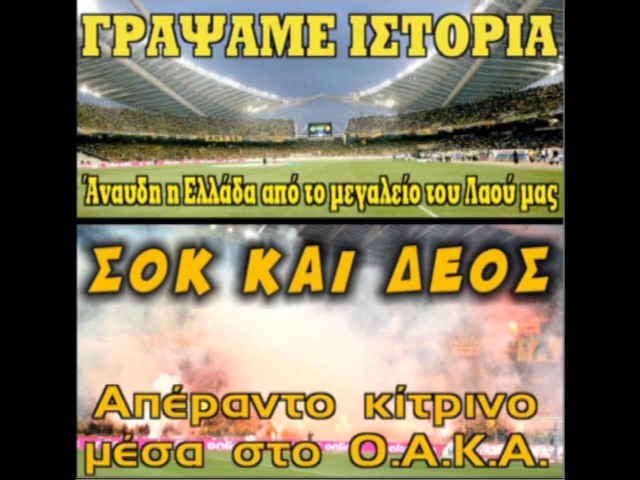 ΓΡΑΨΑΜΕ ΙΣΤΟΡΙΑ
Άναυδη η Ελλάδα από το μεγαλείο του Λαού μας
ΣΟΚ ΚΑΙ ΔΕΟΣ
Απέραντο κίτρινο
μέσα στο Ο.Α.Κ.Α.